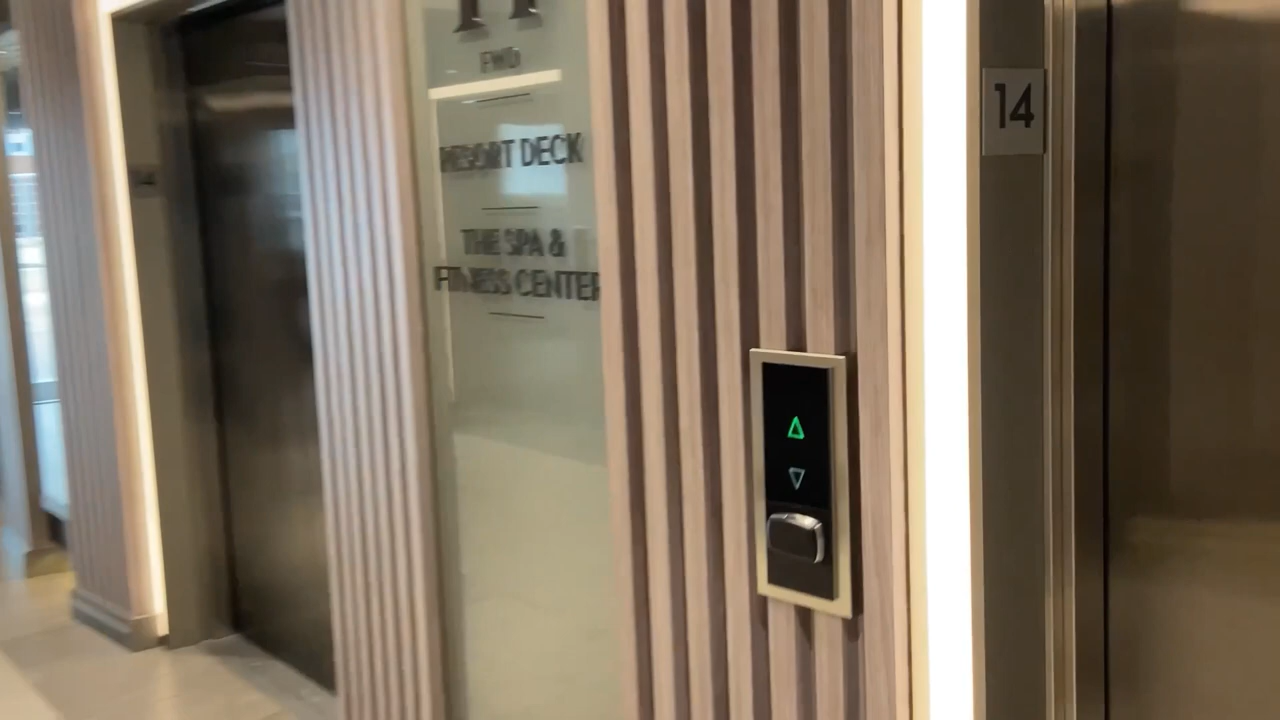 FWD
RESORT DECK
THE SPA &
FITNESS CENTER
14